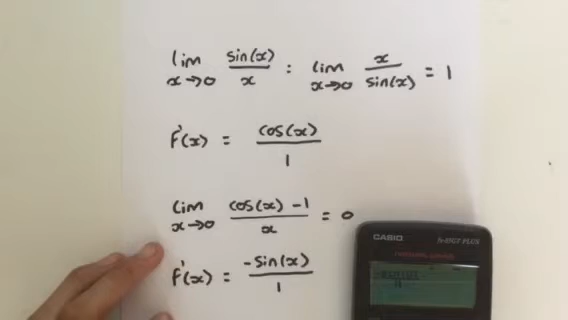 lim x→0 sin(x)/x : lim x→0 x/sin(x) = 1
f'(x) = cos(x)/1
lim x→0 cos(x) -1/x = 0
f'(x) = -sin(x)/1
CASIO